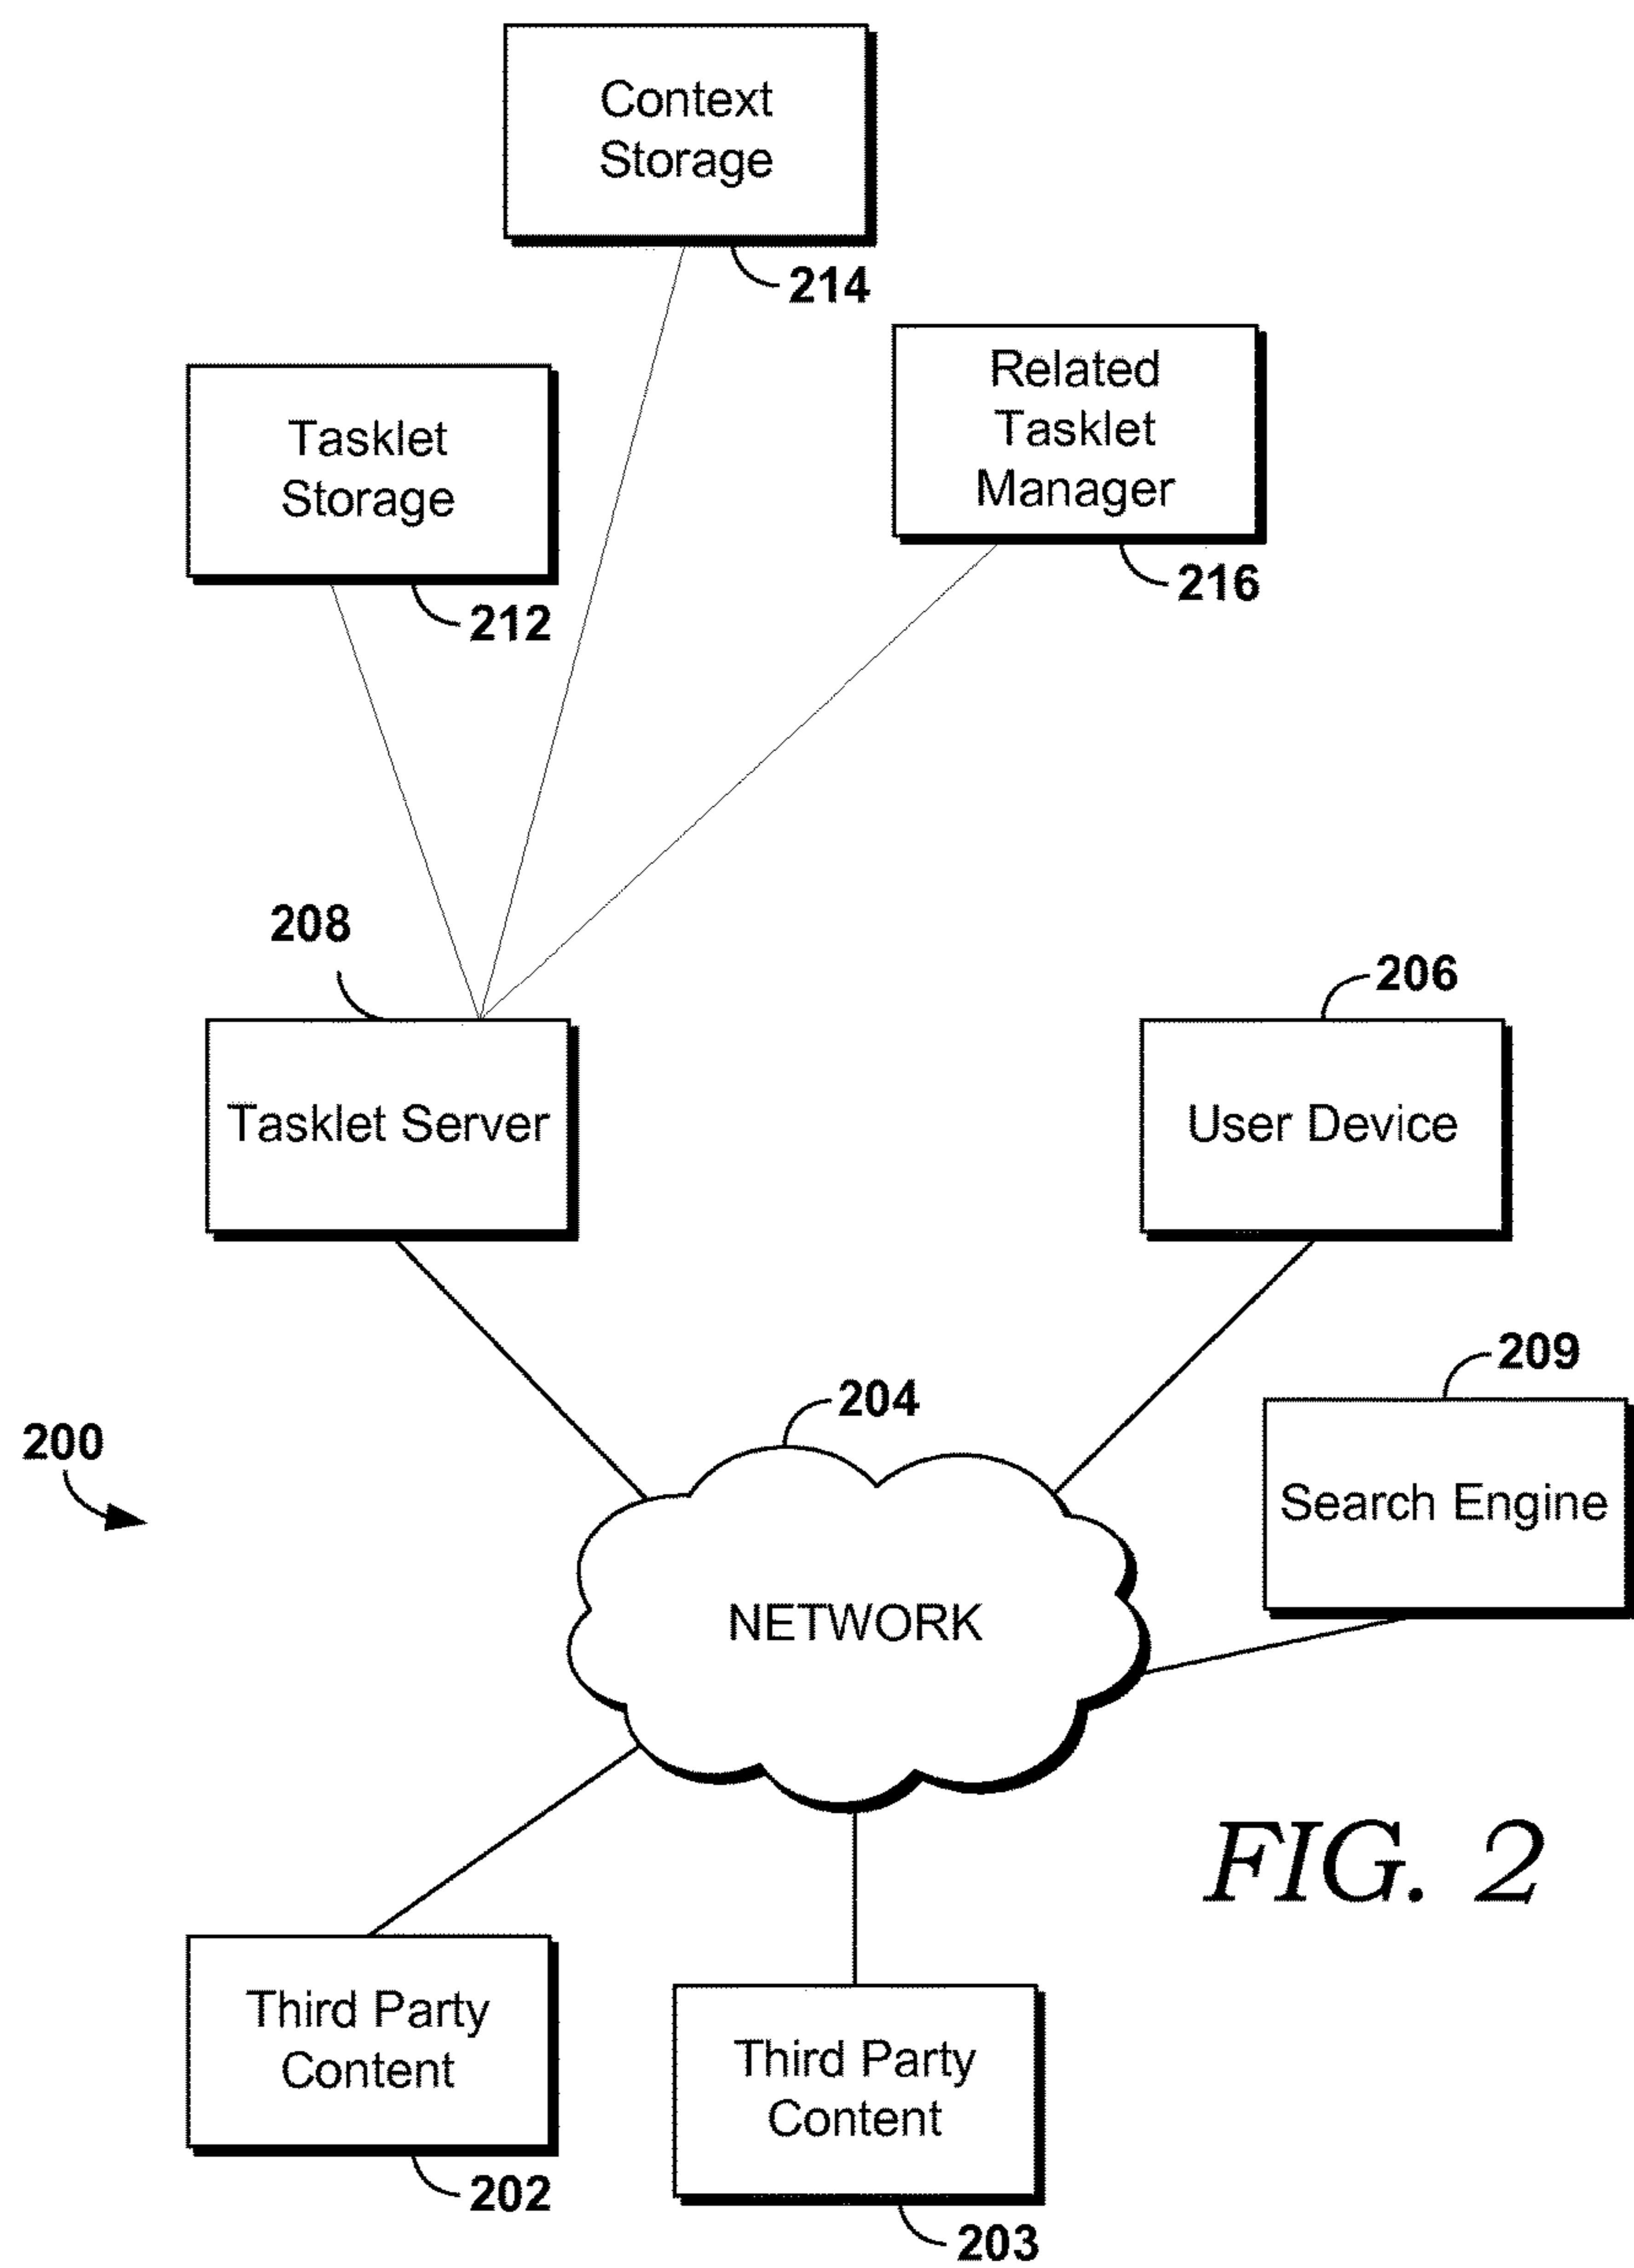 Context
Storage
214
Related
Tasklet
Manager
216
Tasklet
Storage
212
208
Tasklet Server
206
User Device
209
Search Engine
204
200
NETWORK
FIG. 2
Third Party
Content
202
Third Party
Content
203